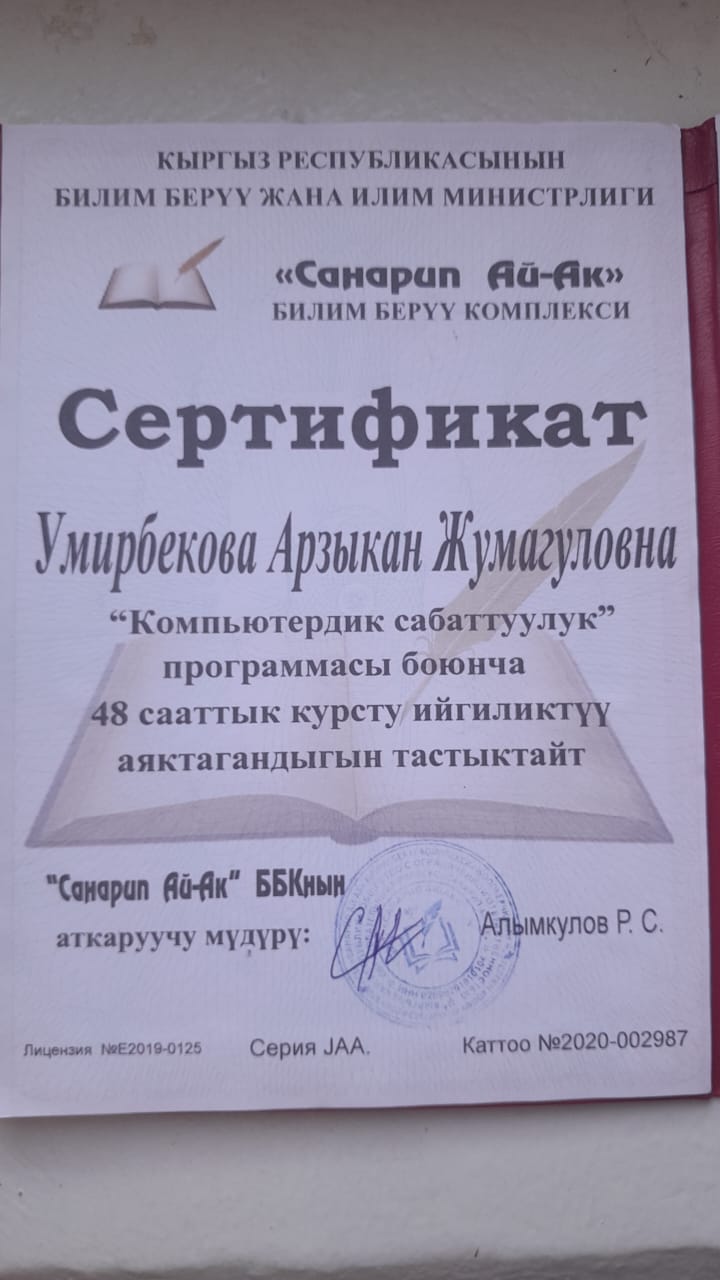 КЫРГЫЗ РЕСПУБЛИКАСЫНЫН
БИЛИМ БЕРҮҮ ЖАНА ИЛИМ МИНИСТРЛИГИ
«Санарип Ай-Ак»
БИЛИМ БЕРҮҮ КОМПЛЕКСИ
Сертификат
Умирбекова Арзыкан Жумагуловна
“Компьютердик сабаттуулук”
программасы боюнча
48 сааттык курсту ийгиликтүү
аяктагандыгын тастыктайт
"Санарип Ай-Ак" ББКнын
аткаруучу мүдүрү:
Алымкулов Р. С.
Лицензия №Е2019-0125 Серия JAA. Каттоо №2020-002987